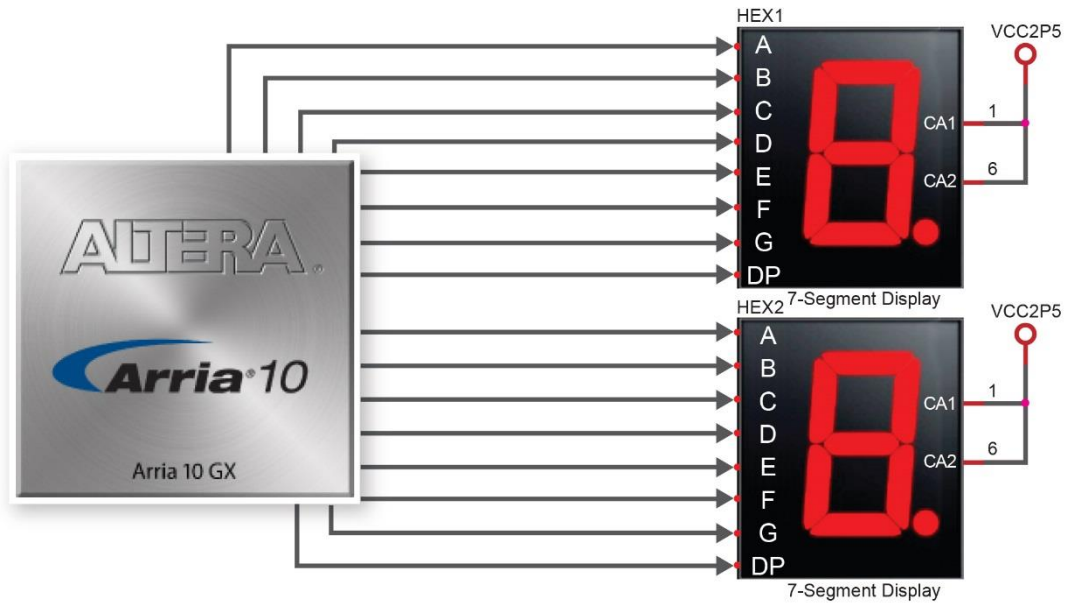 HEX1
VCC2P5
A
B
C
D
E
F
G
DP
CA1
1
CA2
6
7-Segment Display
ALTERA®
Arria® 10
Arria 10 GX
HEX2
VCC2P5
A
B
C
D
E
F
G
DP
CA1
1
CA2
6
7-Segment Display